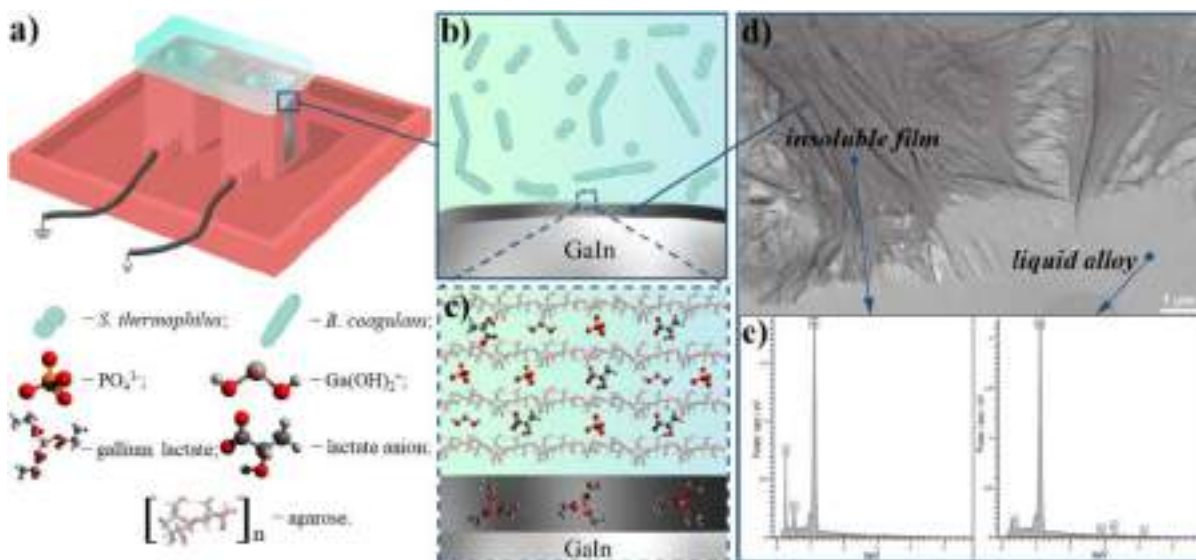 a)
b)
d)
insoluble film
GaIn
liquid alloy
– S. thermophilus;
– B. coagulans;
c)
e)
– PO₄³⁻;
– Ga(OH)₂⁺;
– gallium lactate;
– lactate anion.
[ ]n – agarose.
GaIn